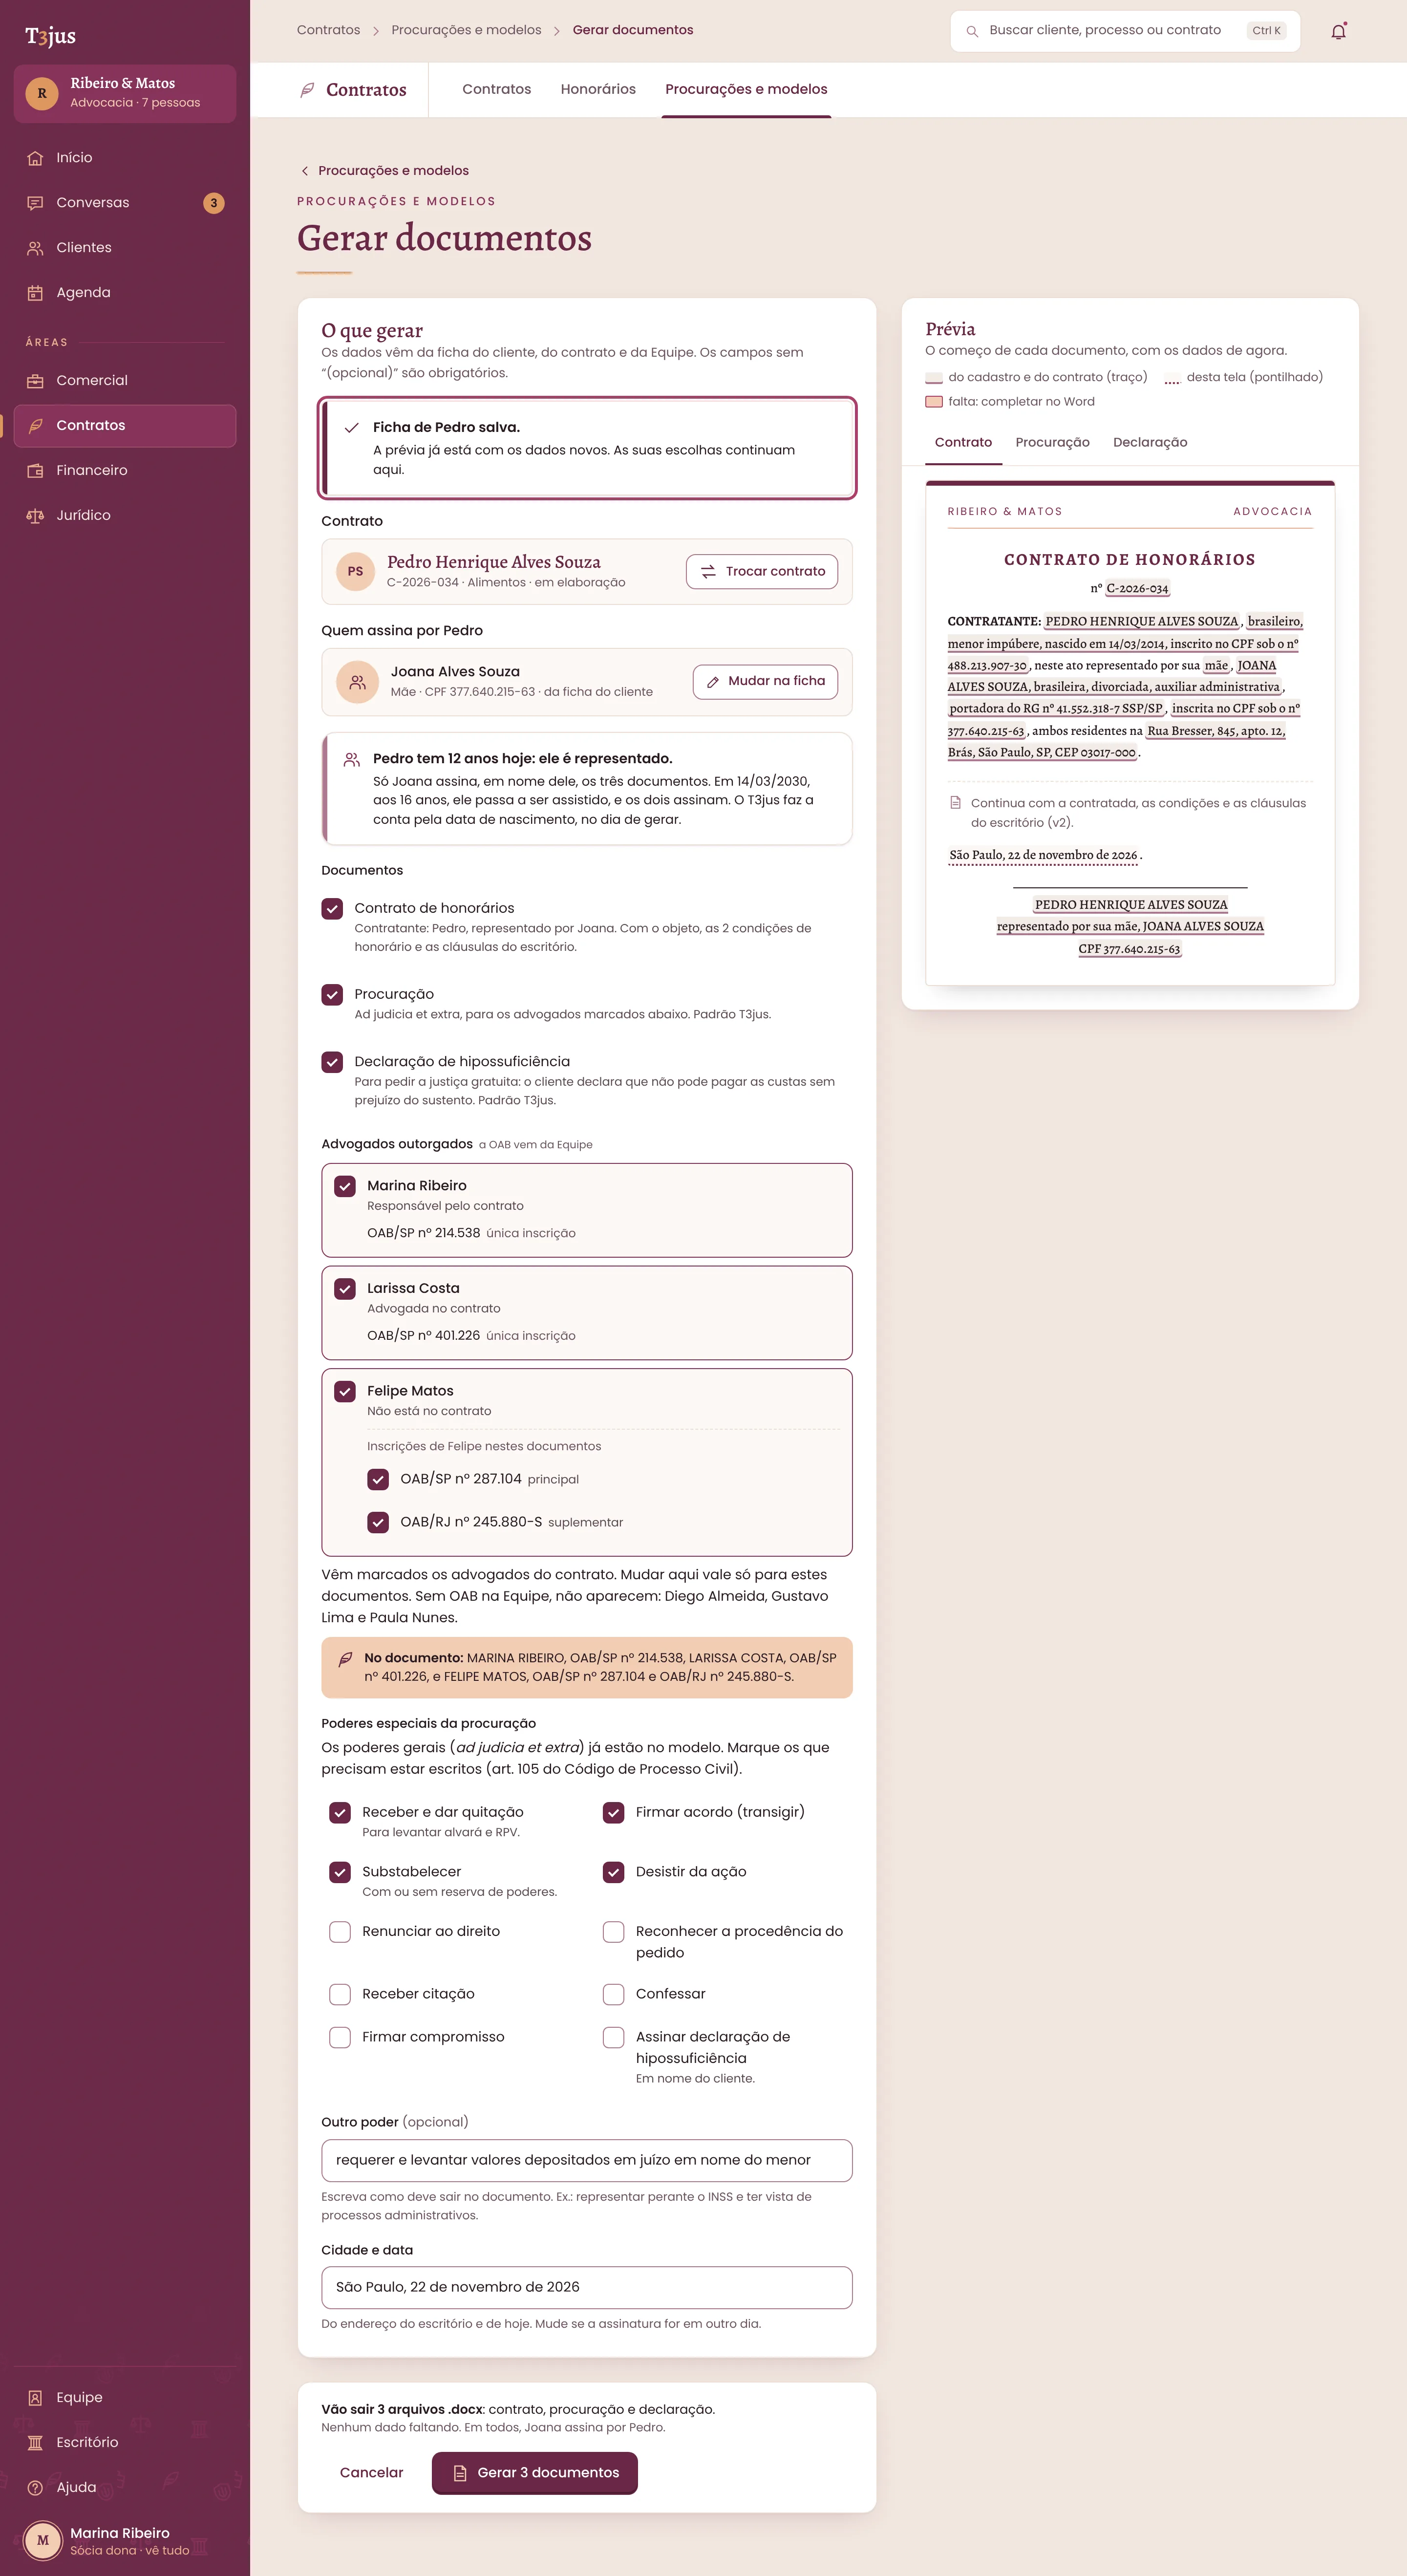 T3jus
R
Ribeiro & Matos
Advocacia · 7 pessoas
Início
Conversas
3
Clientes
Agenda
ÁREAS
Comercial
Contratos
Financeiro
Jurídico
Equipe
Escritório
Ajuda
M
Marina Ribeiro
Sócia dona · vê tudo
Contratos
Procurações e modelos
Gerar documentos
Buscar cliente, processo ou contrato
Ctrl K
Contratos
Contratos
Honorários
Procurações e modelos
Procurações e modelos
PROCURAÇÕES E MODELOS
Gerar documentos
O que gerar
Os dados vêm da ficha do cliente, do contrato e da Equipe. Os campos sem
“(opcional)” são obrigatórios.
Ficha de Pedro salva.
A prévia já está com os dados novos. As suas escolhas continuam
aqui.
Contrato
PS
Pedro Henrique Alves Souza
C-2026-034 · Alimentos · em elaboração
Trocar contrato
Quem assina por Pedro
Joana Alves Souza
Mãe · CPF 377.640.215-63 · da ficha do cliente
Mudar na ficha
Pedro tem 12 anos hoje: ele é representado.
Só Joana assina, em nome dele, os três documentos. Em 14/03/2030,
aos 16 anos, ele passa a ser assistido, e os dois assinam. O T3jus faz a
conta pela data de nascimento, no dia de gerar.
Documentos
Contrato de honorários
Contratante: Pedro, representado por Joana. Com o objeto, as 2 condições de
honorário e as cláusulas do escritório.
Procuração
Ad judicia et extra, para os advogados marcados abaixo. Padrão T3jus.
Declaração de hipossuficiência
Para pedir a justiça gratuita: o cliente declara que não pode pagar as custas sem
prejuízo do sustento. Padrão T3jus.
Advogados outorgados a OAB vem da Equipe
Marina Ribeiro
Responsável pelo contrato
OAB/SP nº 214.538 única inscrição
Larissa Costa
Advogada no contrato
OAB/SP nº 401.226 única inscrição
Felipe Matos
Não está no contrato
Inscrições de Felipe nestes documentos
OAB/SP nº 287.104 principal
OAB/RJ nº 245.880-S suplementar
Vêm marcados os advogados do contrato. Mudar aqui vale só para estes
documentos. Sem OAB na Equipe, não aparecem: Diego Almeida, Gustavo
Lima e Paula Nunes.
No documento: MARINA RIBEIRO, OAB/SP nº 214.538, LARISSA COSTA, OAB/SP
nº 401.226, e FELIPE MATOS, OAB/SP nº 287.104 e OAB/RJ nº 245.880-S.
Poderes especiais da procuração
Os poderes gerais (ad judicia et extra) já estão no modelo. Marque os que
precisam estar escritos (art. 105 do Código de Processo Civil).
Receber e dar quitação
Para levantar alvará e RPV.
Firmar acordo (transigir)
Substabelecer
Com ou sem reserva de poderes.
Desistir da ação
Renunciar ao direito
Reconhecer a procedência do
pedido
Receber citação
Confessar
Firmar compromisso
Assinar declaração de
hipossuficiência
Em nome do cliente.
Outro poder (opcional)
requerer e levantar valores depositados em juízo em nome do menor
Escreva como deve sair no documento. Ex.: representar perante o INSS e ter vista de
processos administrativos.
Cidade e data
São Paulo, 22 de novembro de 2026
Do endereço do escritório e de hoje. Mude se a assinatura for em outro dia.
Vão sair 3 arquivos .docx: contrato, procuração e declaração.
Nenhum dado faltando. Em todos, Joana assina por Pedro.
Cancelar
Gerar 3 documentos
Prévia
O começo de cada documento, com os dados de agora.
do cadastro e do contrato (traço)
desta tela (pontilhado)
falta: completar no Word
Contrato
Procuração
Declaração
RIBEIRO & MATOS
ADVOCACIA
CONTRATO DE HONORÁRIOS
nº C-2026-034
CONTRATANTE: PEDRO HENRIQUE ALVES SOUZA, brasileiro,
menor impúbere, nascido em 14/03/2014, inscrito no CPF sob o nº
488.213.907-30, neste ato representado por sua mãe, JOANA
ALVES SOUZA, brasileira, divorciada, auxiliar administrativa,
portadora do RG nº 41.552.318-7 SSP/SP, inscrita no CPF sob o nº
377.640.215-63, ambos residentes na Rua Bresser, 845, apto. 12,
Brás, São Paulo, SP, CEP 03017-000.
Continua com a contratada, as condições e as cláusulas
do escritório (v2).
São Paulo, 22 de novembro de 2026.
PEDRO HENRIQUE ALVES SOUZA
representado por sua mãe, JOANA ALVES SOUZA
CPF 377.640.215-63